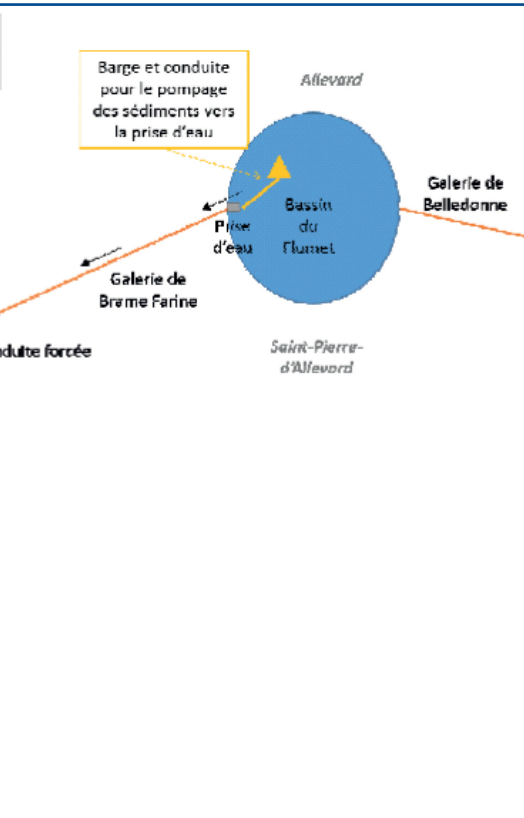 Barge et conduite
pour le pompage
des sédiments vers
la prise d'eau
Allevard
Galerie de
Belledonne
Bassin
du
Flumet
Prise
d'eau
Galerie de
Brame Farine
forcée
Saint-Pierre-
d'Allevard